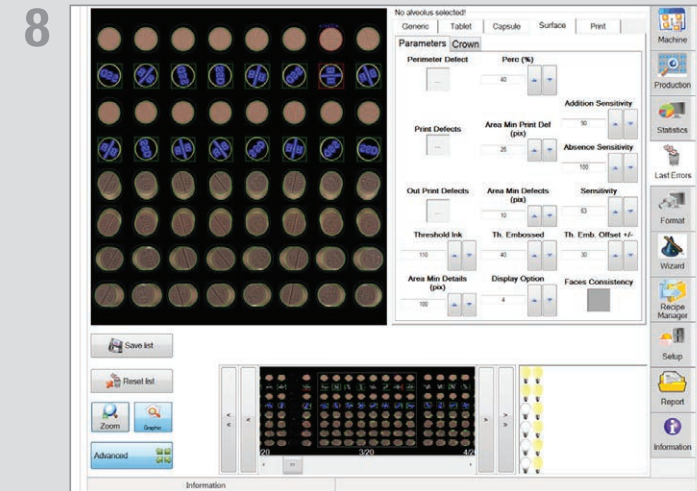 8
No alveolus selected!
Generic Tablet Capsule Surface Print
Parameters Crown
Perimeter Defect Perc (%)
... 40
Addition Sensitivity
Print Defects Area Min Print Def (pix) 50
... 25 Absence Sensitivity
100
Out Print Defects Area Min Defects (pix) Sensitivity
... 10 63
Threshold Ink Th. Embossed Th. Emb. Offset +/-
110 40 30
Area Min Details (pix) Display Option Faces Consistency
100 4
Machine
Production
Statistics
Last Errors
Format
Wizard
Recipe
Manager
Setup
Report
Information
Save list
Reset list
Zoom Graphic
Advanced
/20 3/20 4/2
Information